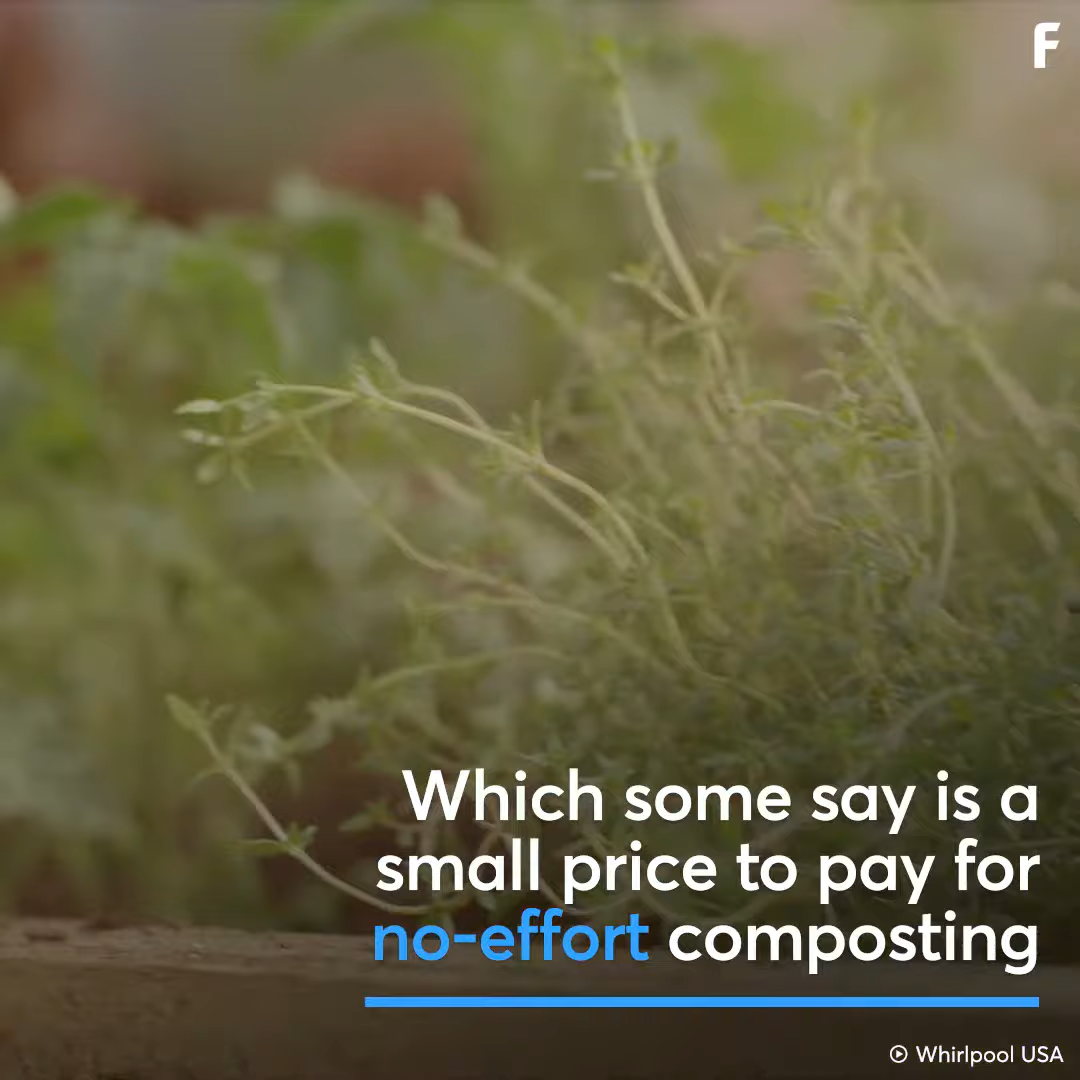 F
Which some say is a
small price to pay for
no-effort composting
Whirlpool USA